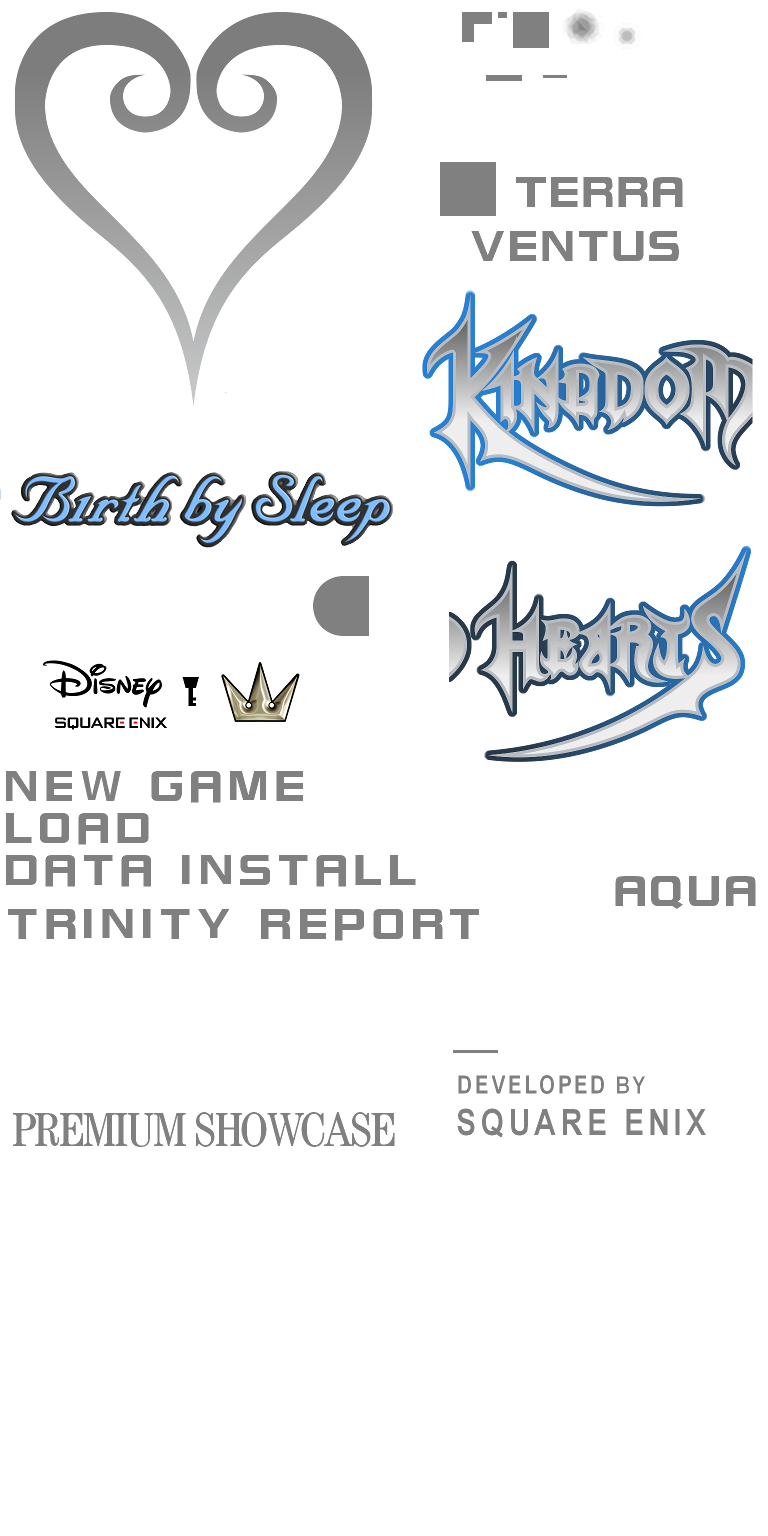 TERRA
VENTUS
KINGDOM
Birth by Sleep
HEARTS
Disney
SQUARE ENIX
NEW GAME
LOAD
DATA INSTALL
AQUA
TRINITY REPORT
DEVELOPED BY
PREMIUM SHOWCASE
SQUARE ENIX